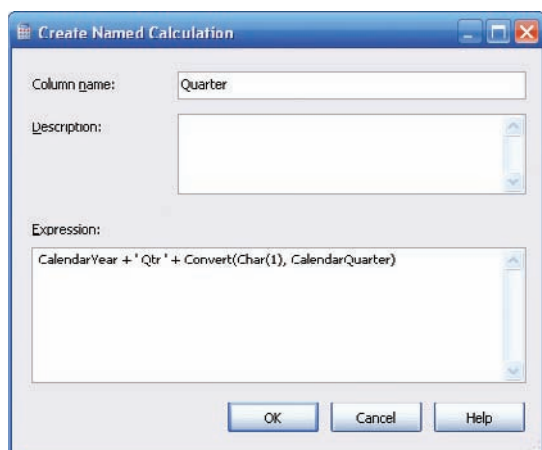 Create Named Calculation
Column name: Quarter
Description:
Expression:
CalendarYear + ' Qtr ' + Convert(Char(1), CalendarQuarter)
OK Cancel Help